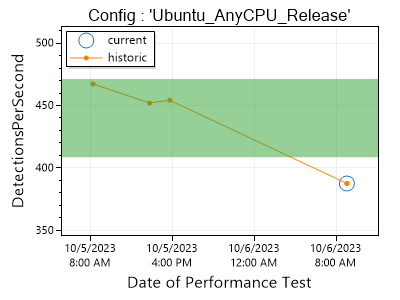 Config : 'Ubuntu_AnyCPU_Release'
current
historic
DetectionsPerSecond
500
450
400
350
10/5/2023 10/5/2023 10/6/2023 10/6/2023
8:00 AM 4:00 PM 12:00 AM 8:00 AM
Date of Performance Test